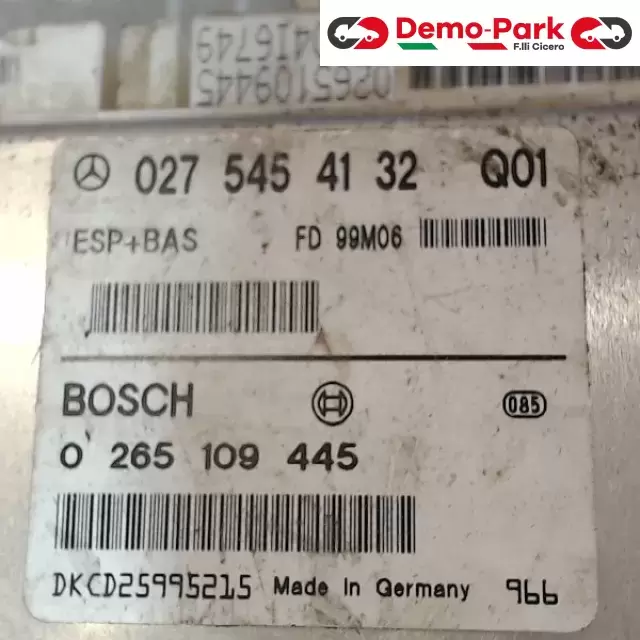 Demo-Park
F.lli Cicero
0416749
0265109445
027 545 41 32 Q01
ESP+BAS FD 99M06
BOSCH 085
0 265 109 445
DKCD25995215 Made in Germany 966